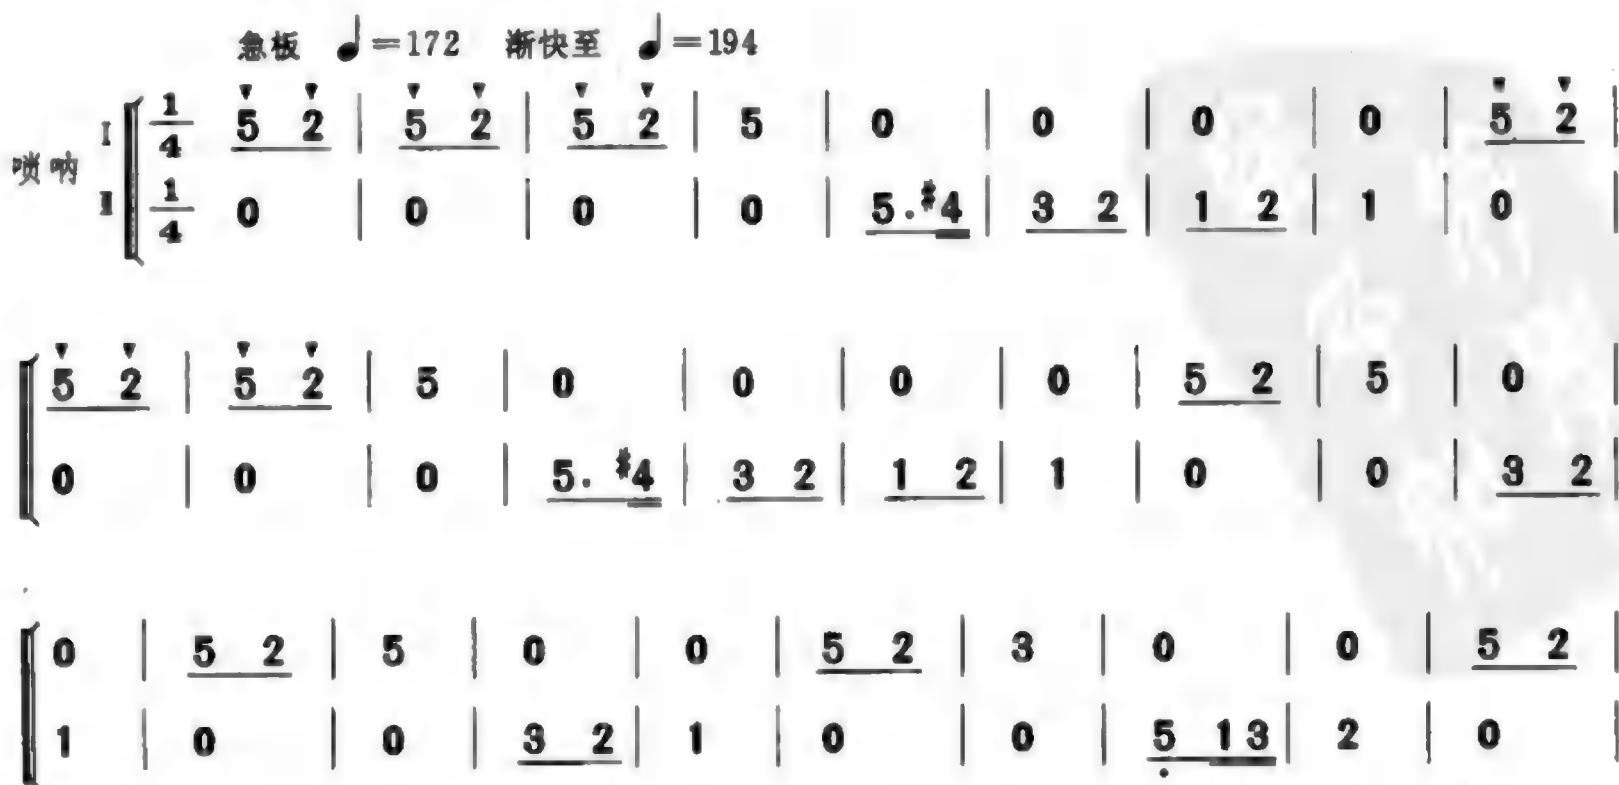 急板 ♩=172 渐快至 ♩=194
唢呐
I 1/4 5 2 | 5 2 | 5 2 | 5 | 0 | 0 | 0 | 0 | 5 2 |
II 1/4 0 | 0 | 0 | 0 | 5.#4 | 3 2 | 1 2 | 1 | 0 |
5 2 | 5 2 | 5 | 0 | 0 | 0 | 0 | 5 2 | 5 | 0 |
0 | 0 | 0 | 5.#4 | 3 2 | 1 2 | 1 | 0 | 0 | 3 2 |
0 | 5 2 | 5 | 0 | 0 | 5 2 | 3 | 0 | 0 | 5 2 |
1 | 0 | 0 | 3 2 | 1 | 0 | 0 | 5̣ 13 | 2 | 0 |